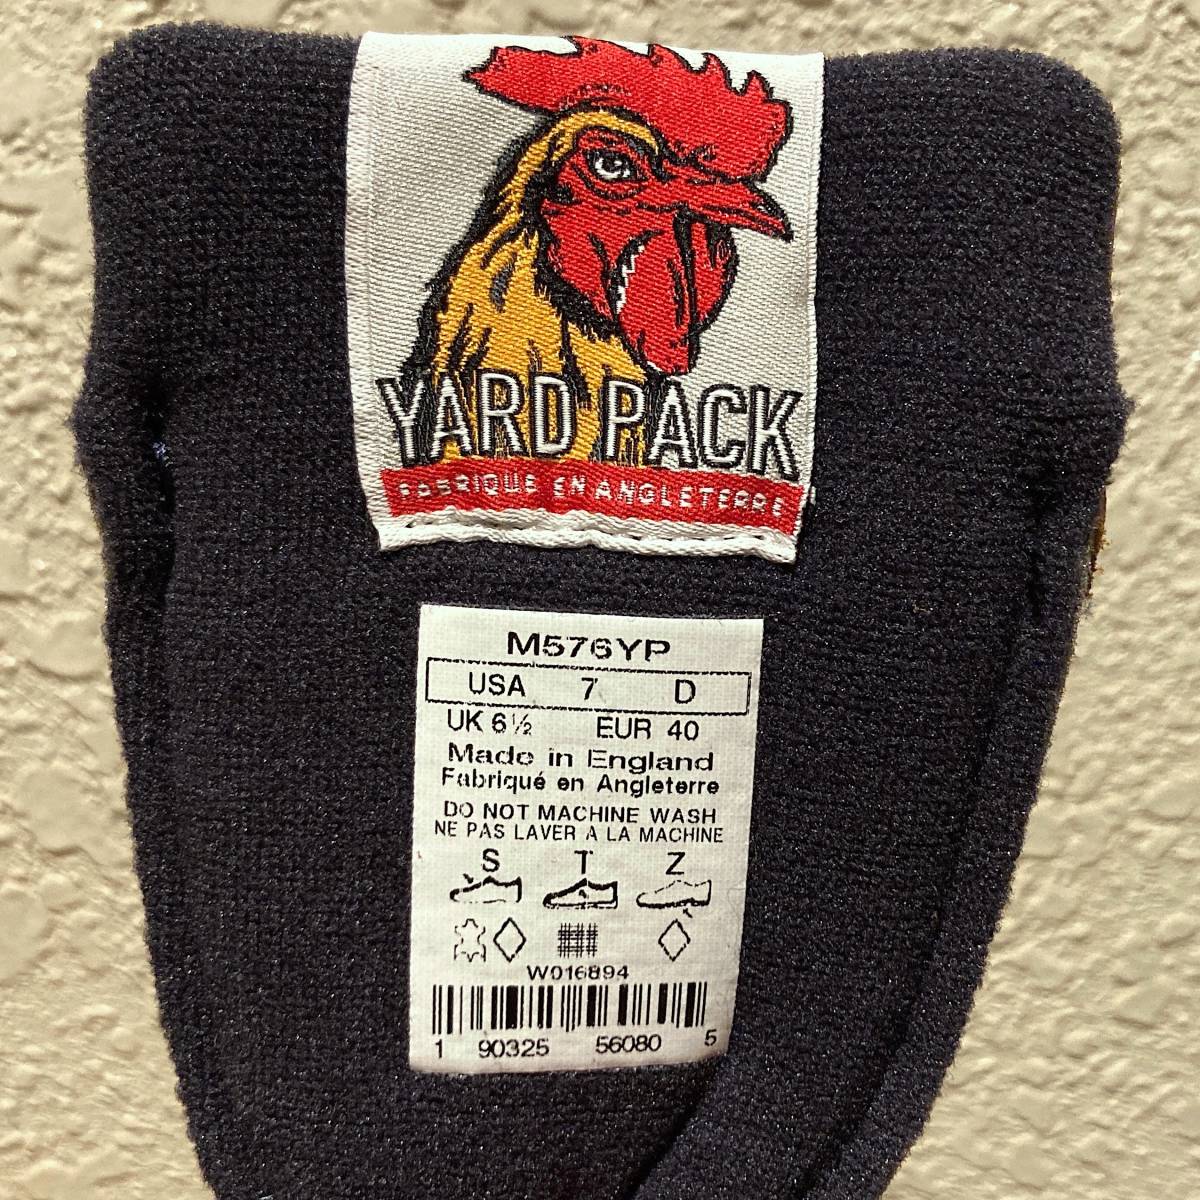 YARD PACK
FABRIQUE EN ANGLETERRE
M576YP
USA 7 D
UK 6½ EUR 40
Made in England
Fabriqué en Angleterre
DO NOT MACHINE WASH
NE PAS LAVER A LA MACHINE
S T Z
W016894
1 90325 56080 5